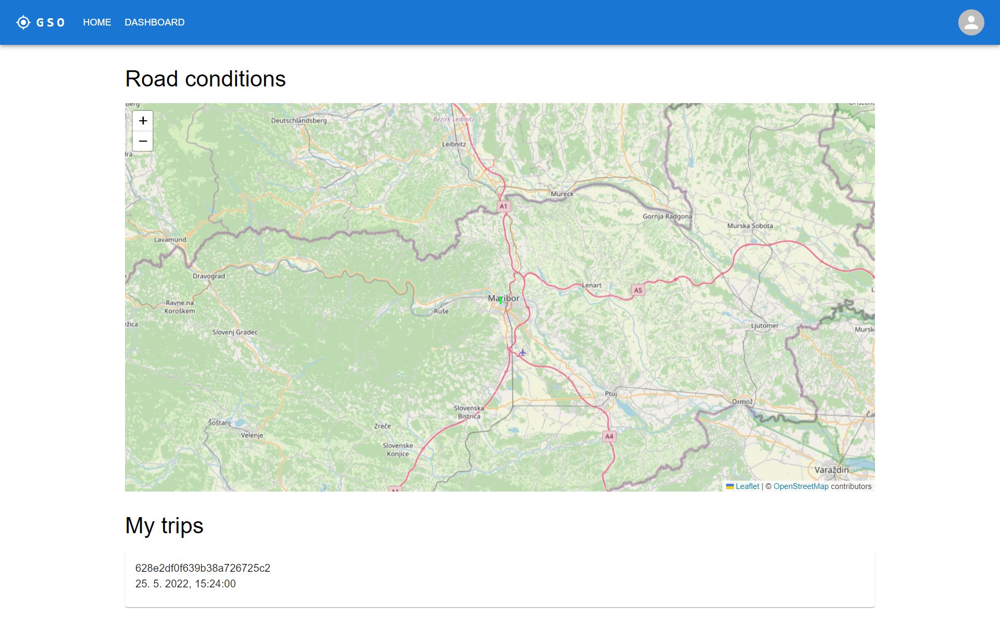 GSO HOME DASHBOARD
Road conditions
+
−
Deutschlandsberg
Bezirk Leibnitz
Leibnitz
Mureck
A1
Gornja Radgona
Murska Sobota
Lavamünd
Dravograd
Lenart
A5
Maribor
Ravne na
Koroškem
Ruše
Ljutomer
Slovenj Gradec
Ptuj
Ormož
Slovenska
Bistrica
Šoštanj
Zreče
Velenje
A4
Slovenske
Konjice
Varaždin
A1
Leaflet | © OpenStreetMap contributors
My trips
628e2df0f639b38a726725c2
25. 5. 2022, 15:24:00